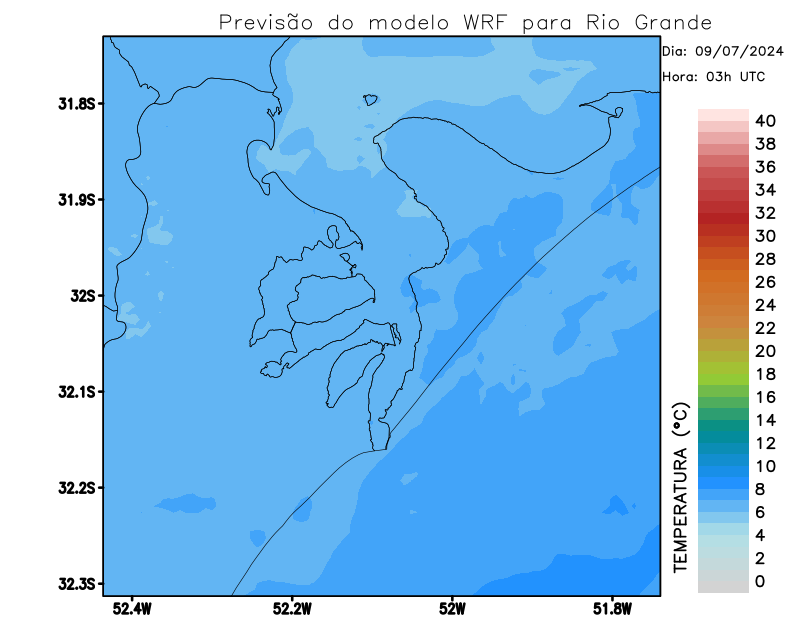 Previsão do modelo WRF para Rio Grande
Dia: 09/07/2024
Hora: 03h UTC
31.8S
31.9S
32S
32.1S
32.2S
32.3S
52.4W
52.2W
52W
51.8W
TEMPERATURA (°C)
40
38
36
34
32
30
28
26
24
22
20
18
16
14
12
10
8
6
4
2
0